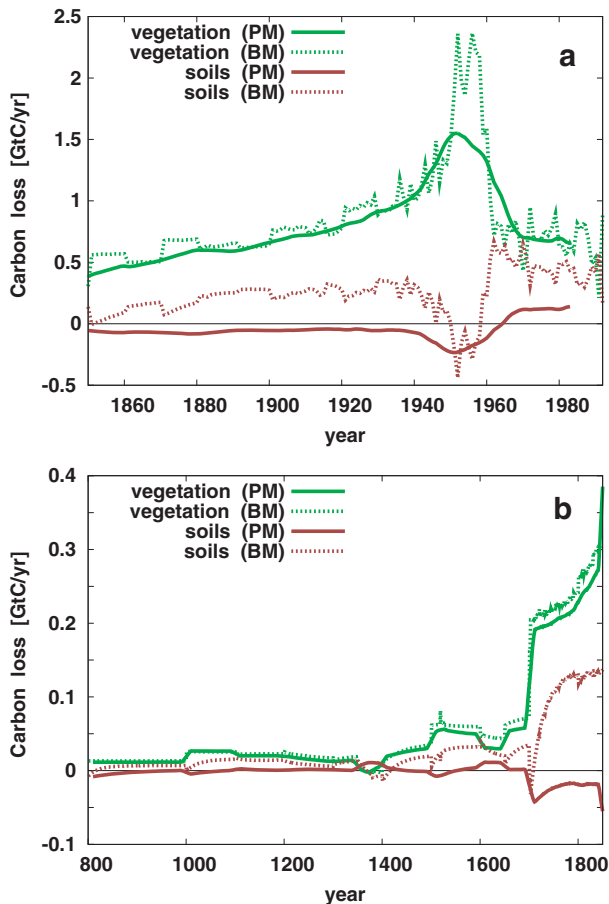 a
vegetation (PM)
vegetation (BM)
soils (PM)
soils (BM)
2.5
2
1.5
1
0.5
0
-0.5
Carbon loss [GtC/yr]
1860 1880 1900 1920 1940 1960 1980
year
b
vegetation (PM)
vegetation (BM)
soils (PM)
soils (BM)
0.4
0.3
0.2
0.1
0
-0.1
Carbon loss [GtC/yr]
800 1000 1200 1400 1600 1800
year